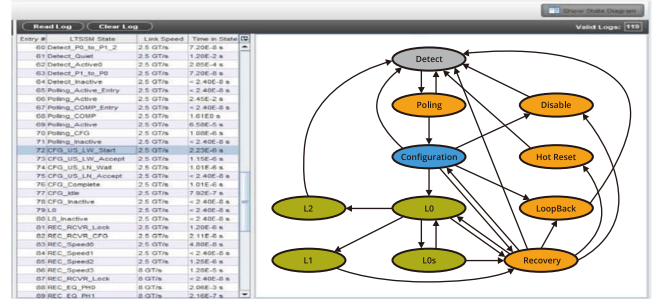 Show State Diagram
Read Log Clear Log Valid Logs: 119
Entry # LTSSM State Link Speed Time in State
60 Detect_P0_to_P1_2 2.5 GT/s 7.20E-8 s
61 Detect_Quiet 2.5 GT/s 1.20E-2 s
62 Detect_Active0 2.5 GT/s 2.05E-4 s
63 Detect_P1_to_P0 2.5 GT/s 7.20E-8 s
64 Detect_Inactive 2.5 GT/s < 2.40E-8 s
65 Polling_Active_Entry 2.5 GT/s < 2.40E-8 s
66 Polling_Active 2.5 GT/s 2.45E-2 s
67 Polling_COMP_Entry 2.5 GT/s < 2.40E-8 s
68 Polling_COMP 2.5 GT/s 1.61E0 s
69 Polling_Active 2.5 GT/s 6.58E-5 s
70 Polling_CFG 2.5 GT/s 1.08E-6 s
71 Polling_Inactive 2.5 GT/s < 2.40E-8 s
72 CFG_US_LW_Start 2.5 GT/s 2.23E-6 s
73 CFG_US_LW_Accept 2.5 GT/s 1.15E-6 s
74 CFG_US_LN_Wait 2.5 GT/s 1.01E-6 s
75 CFG_US_LN_Accept 2.5 GT/s < 2.40E-8 s
76 CFG_Complete 2.5 GT/s 1.01E-6 s
77 CFG_Idle 2.5 GT/s 7.92E-7 s
78 CFG_Inactive 2.5 GT/s < 2.40E-8 s
79 L0 2.5 GT/s < 2.40E-8 s
80 L0_Inactive 2.5 GT/s < 2.40E-8 s
81 REC_RCVR_Lock 2.5 GT/s 1.20E-6 s
82 REC_RCVR_CFG 2.5 GT/s 2.11E-6 s
83 REC_Speed0 2.5 GT/s 4.80E-8 s
84 REC_Speed1 2.5 GT/s < 2.40E-8 s
85 REC_Speed2 2.5 GT/s 1.25E-6 s
86 REC_Speed3 8 GT/s 1.28E-5 s
87 REC_RCVR_Lock 8 GT/s < 2.40E-8 s
88 REC_EQ_PH0 8 GT/s 2.06E-3 s
89 REC_EQ_PH1 8 GT/s 2.16E-7 s
Detect
Polling Disable
Configuration Hot Reset
L2 L0 LoopBack
L1 L0s Recovery